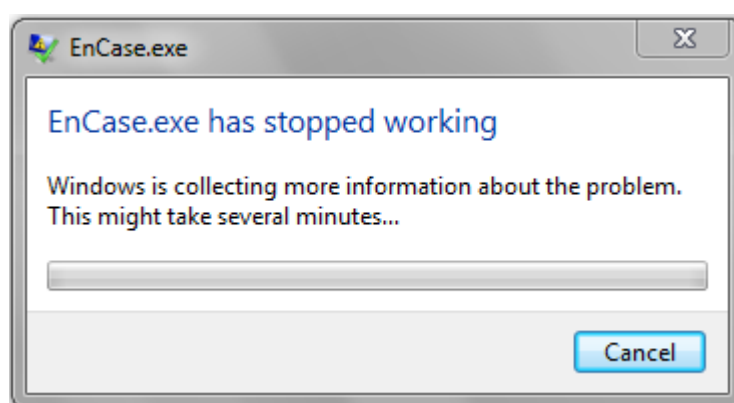 EnCase.exe
EnCase.exe has stopped working
Windows is collecting more information about the problem.
This might take several minutes...
Cancel